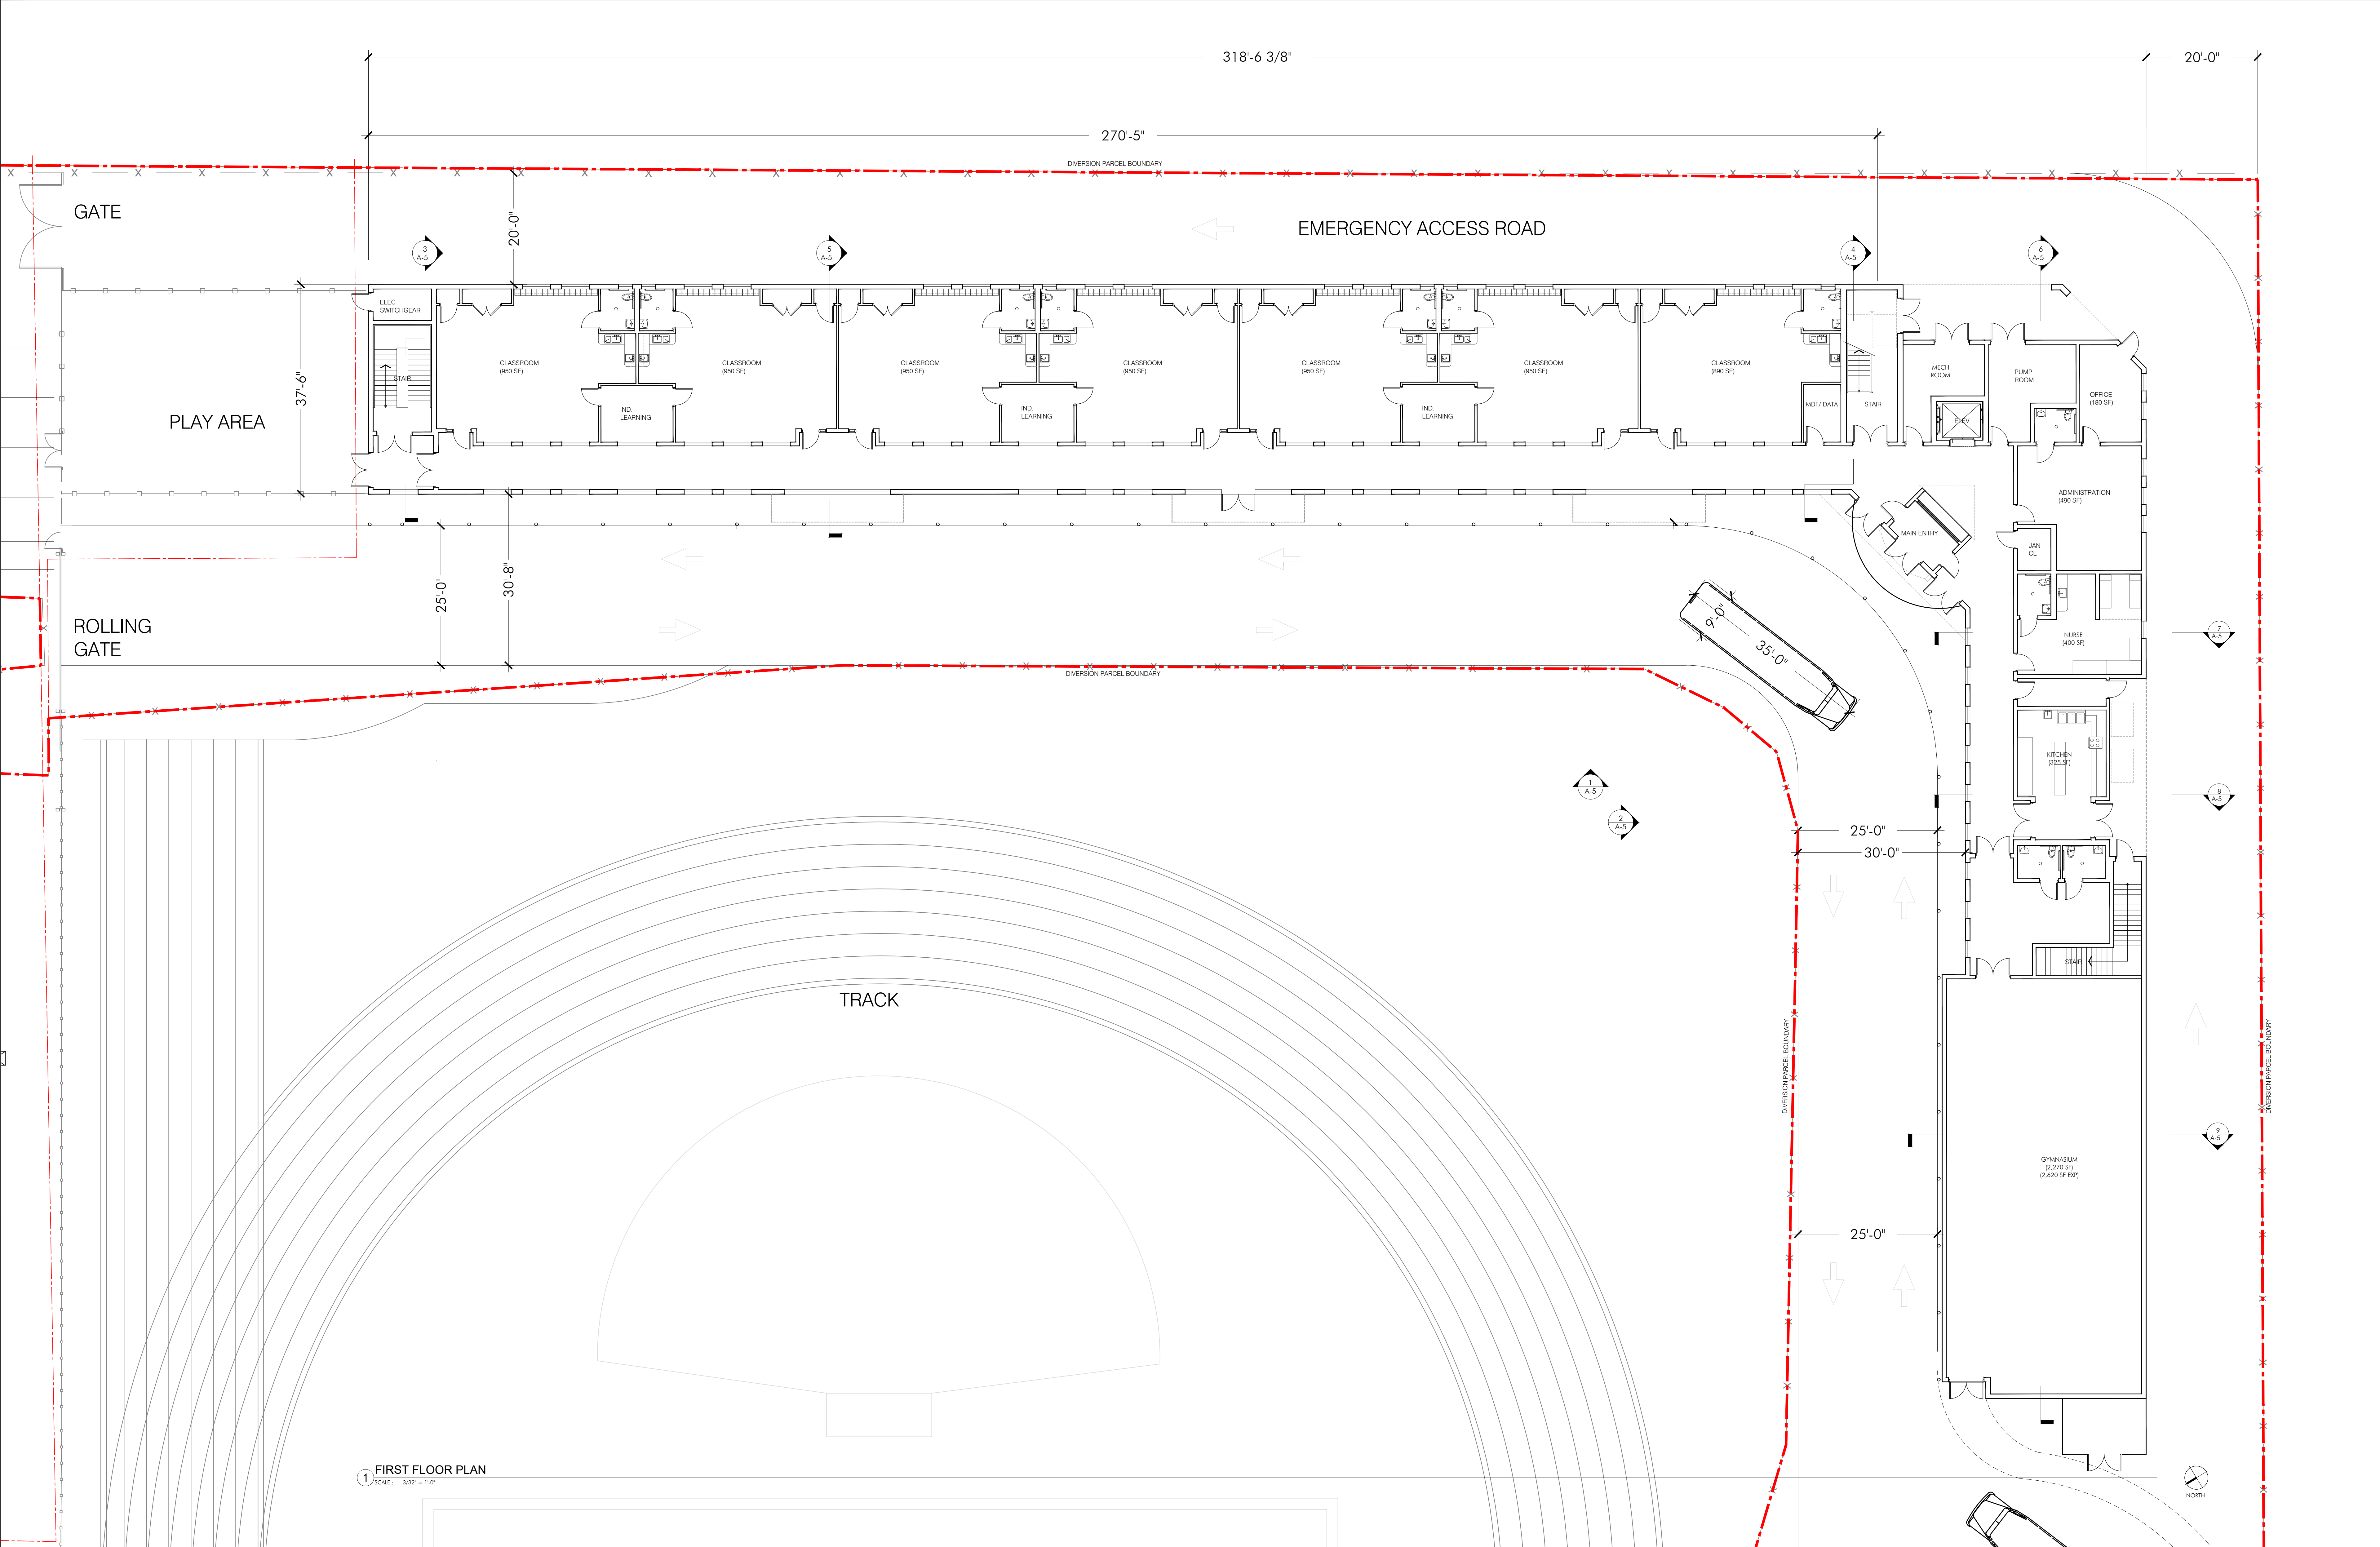 318'-6 3/8"
20'-0"
270'-5"
DIVERSION PARCEL BOUNDARY
GATE
20'-0"
EMERGENCY ACCESS ROAD
3
A-5
5
A-5
4
A-5
6
A-5
ELEC
SWITCHGEAR
37'-6"
PLAY AREA
STAIR
CLASSROOM
(950 SF)
IND.
LEARNING
CLASSROOM
(950 SF)
CLASSROOM
(950 SF)
IND.
LEARNING
CLASSROOM
(950 SF)
CLASSROOM
(950 SF)
IND.
LEARNING
CLASSROOM
(950 SF)
CLASSROOM
(890 SF)
MDF/ DATA
STAIR
MECH
ROOM
ELEV
PUMP
ROOM
OFFICE
(180 SF)
ADMINISTRATION
(490 SF)
MAIN ENTRY
JAN
CL
25'-0"
30'-8"
ROLLING
GATE
9'-0"
35'-0"
NURSE
(400 SF)
7
A-5
DIVERSION PARCEL BOUNDARY
KITCHEN
(325 SF)
1
A-5
2
A-5
8
A-5
25'-0"
30'-0"
STAIR
TRACK
DIVERSION PARCEL BOUNDARY
DIVERSION PARCEL BOUNDARY
9
A-5
GYMNASIUM
(2,270 SF)
(2,620 SF EXP)
25'-0"
1
FIRST FLOOR PLAN
SCALE : 3/32" = 1'-0"
NORTH